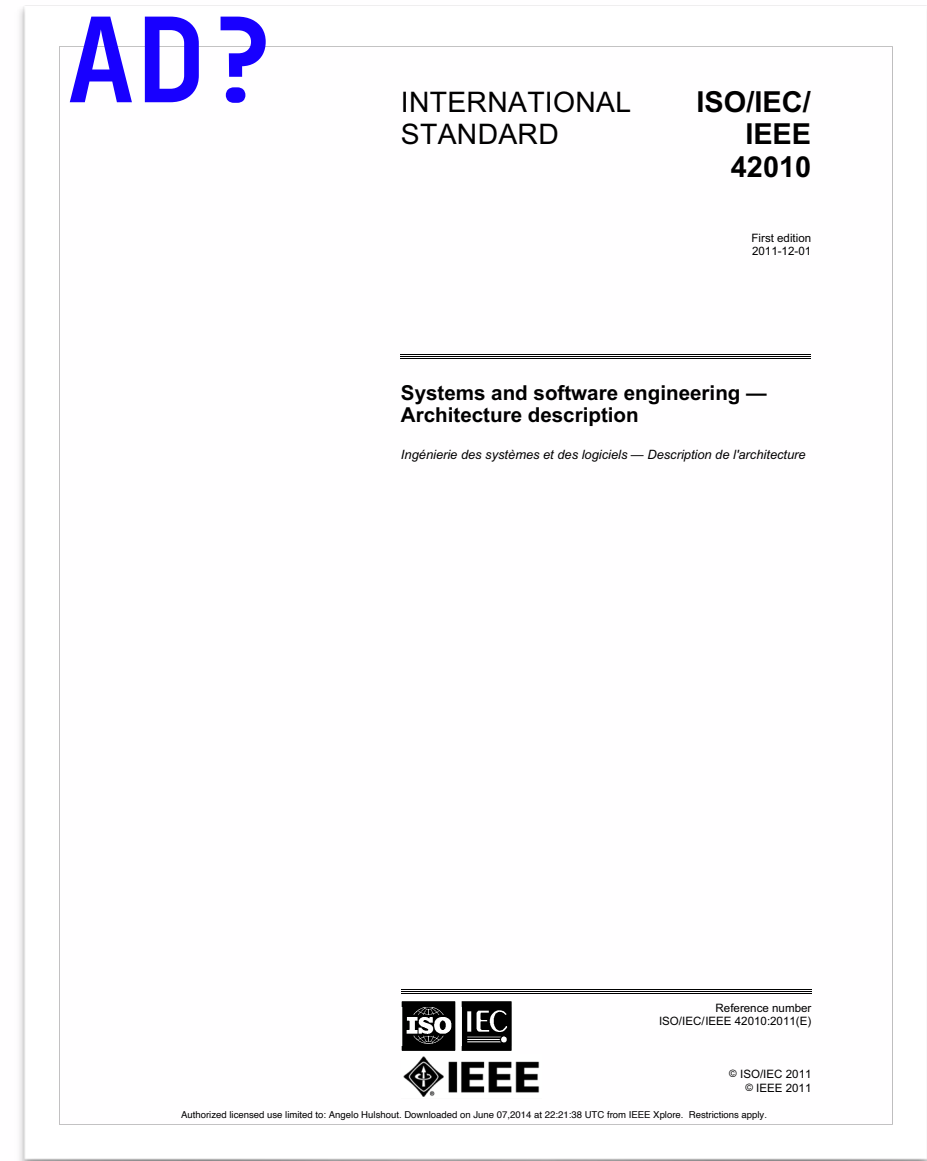 AD?
INTERNATIONAL
STANDARD
ISO/IEC/
IEEE
42010
First edition
2011-12-01
Systems and software engineering —
Architecture description
Ingénierie des systèmes et des logiciels — Description de l'architecture
ISO
IEC
IEEE
Reference number
ISO/IEC/IEEE 42010:2011(E)
© ISO/IEC 2011
© IEEE 2011
Authorized licensed use limited to: Angelo Hulshout. Downloaded on June 07,2014 at 22:21:38 UTC from IEEE Xplore.  Restrictions apply.